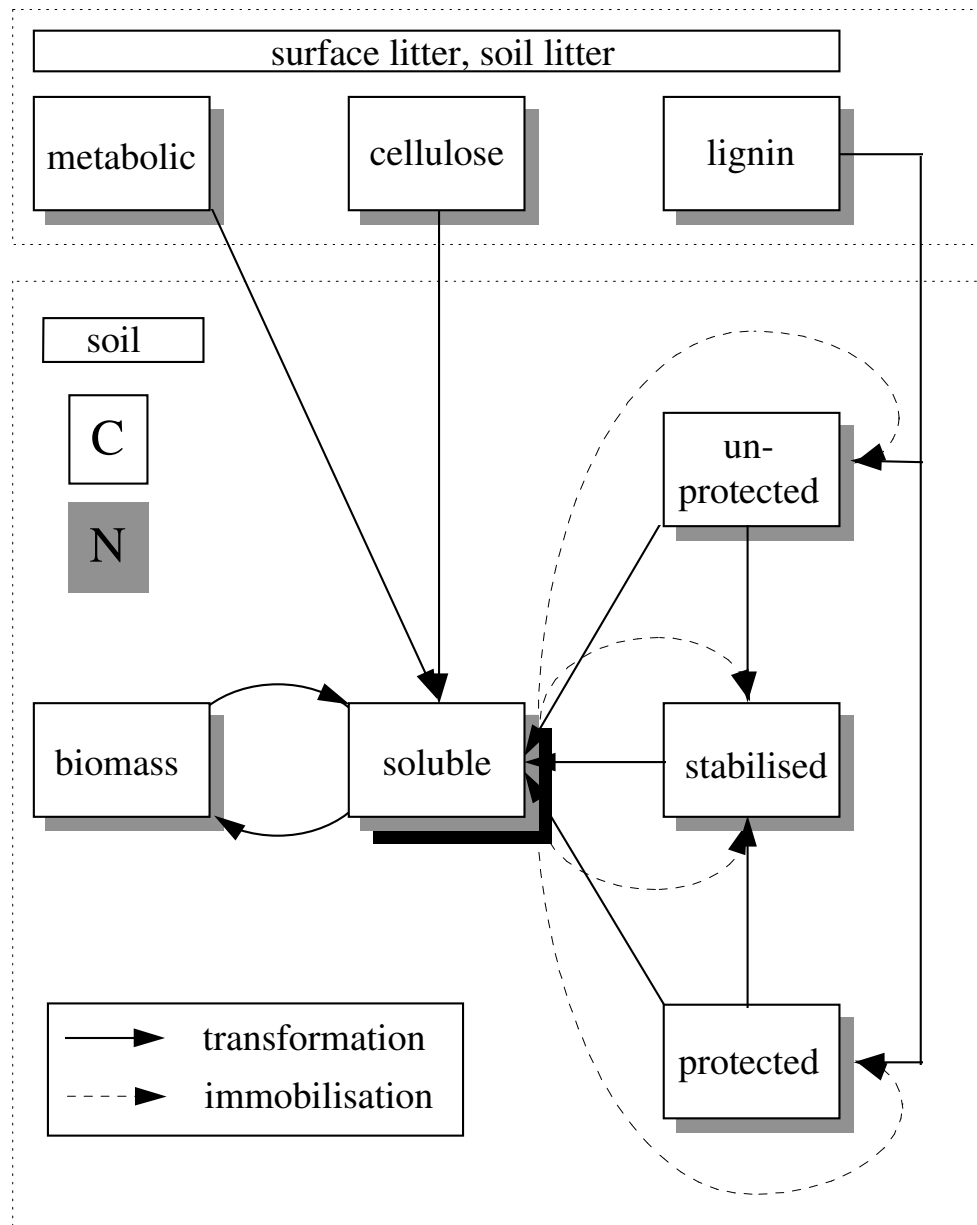 surface litter, soil litter
metabolic
cellulose
lignin
soil
C
N
un-
protected
biomass
soluble
stabilised
protected
transformation
immobilisation